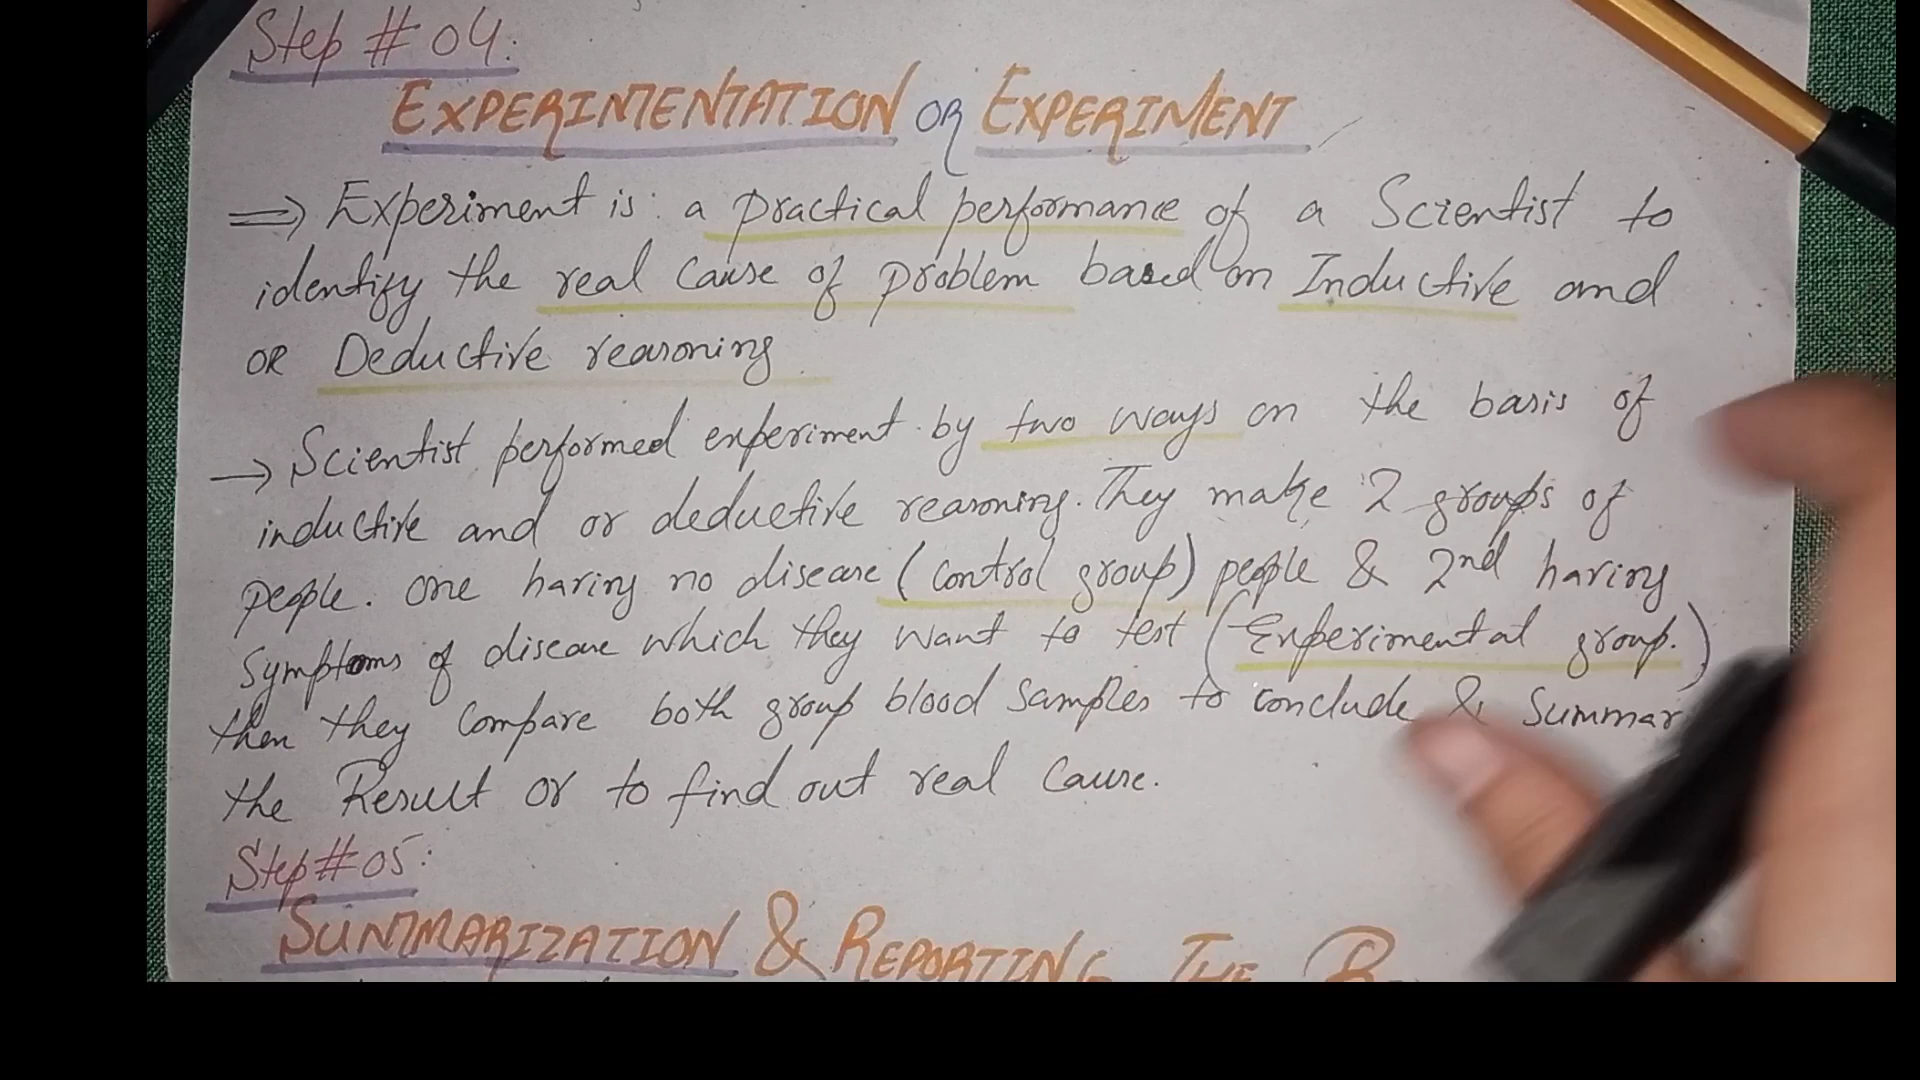 Step # 04:
EXPERIMENTATION OR EXPERIMENT
⇒ Experiment is: a practical performance of a Scientist to
identify the real cause of problem based on Inductive and
OR Deductive reasoning
→ Scientist performed experiment by two ways on the basis of
inductive and or deductive reasoning. They make 2 groups of
people. One having no disease (control group) people & 2nd having
symptoms of disease which they want to test (Experimental group.)
then they compare both group blood samples to conclude & Summar
the Result or to find out real cause.
Step # 05:
SUMMARIZATION & REPORTING THE R